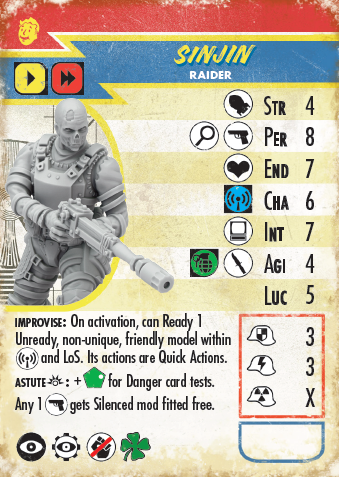 SINJIN
RAIDER
STR 4
PER 8
END 7
CHA 6
INT 7
AGI 4
LUC 5
IMPROVISE: On activation, can Ready 1
Unready, non-unique, friendly model within
and LoS. Its actions are Quick Actions.
ASTUTE : + for Danger card tests.
Any 1 gets Silenced mod fitted free.
3
3
X